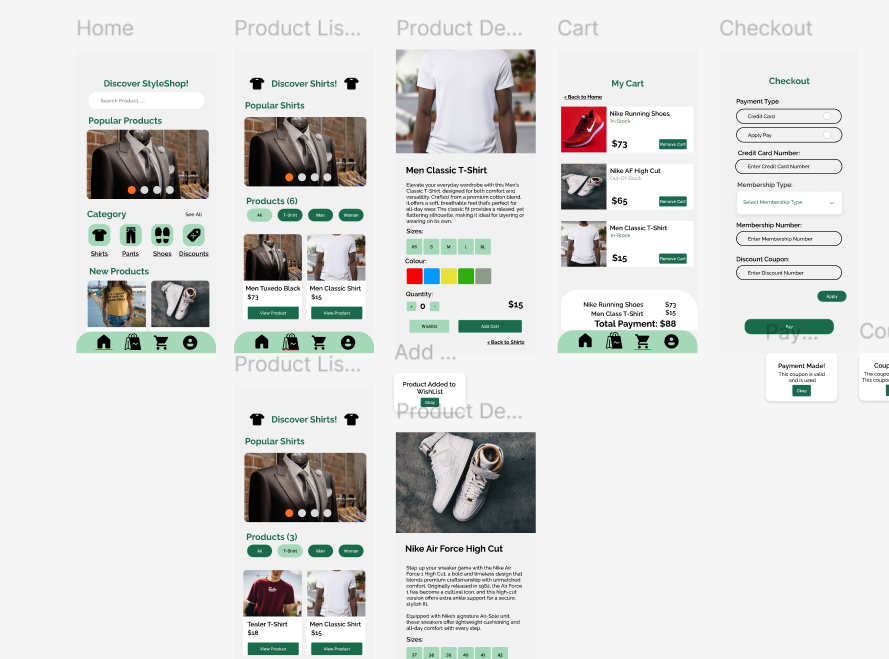 Home
Discover StyleShop!
Search Product.....
Popular Products
Category
See All
Shirts
Pants
Shoes
Discounts
New Products
Product Lis...
Discover Shirts!
Popular Shirts
Products (6)
All
T-Shirt
Man
Woman
Men Tuxedo Black
$73
View Product
Men Classic Shirt
$15
View Product
Product De...
Men Classic T-Shirt
Elevate your everyday wardrobe with this Men's
Classic T-Shirt, designed for both comfort and
versatility. Crafted from a premium cotton blend,
it offers a soft, breathable feel that's perfect for
all-day wear. The classic fit provides a relaxed, yet
flattering silhouette, making it ideal for layering or
wearing on its own.
Sizes:
XS
S
M
L
XL
Colour:
Quantity:
+
0
-
$15
Wishlist
Add Cart
< Back to Shirts
Cart
My Cart
< Back to Home
Nike Running Shoes
In-Stock
$73
Remove Cart
Nike AF High Cut
Out-Of-Stock
$65
Remove Cart
Men Classic T-Shirt
In-Stock
$15
Remove Cart
Nike Running Shoes
$73
Men Class T-Shirt
$15
Total Payment: $88
Checkout
Checkout
Payment Type
Credit Card
Apply Pay
Credit Card Number:
Enter Credit Card Number
Membership Type:
Select Membership Type
Membership Number:
Enter Membership Number
Discount Coupon:
Enter Discount Number
Apply
Pay
Pay...
Payment Made!
This coupon is valid
and is used
Okay
Cou
Coup
The coupo
This coupo
Product Lis...
Discover Shirts!
Popular Shirts
Products (3)
All
T-Shirt
Man
Woman
Tealer T-Shirt
$18
View Product
Men Classic Shirt
$15
View Product
Add ...
Product Added to
WishList
Okay
Product De...
Nike Air Force High Cut
Step up your sneaker game with the Nike Air
Force 1 High Cut, a bold and timeless design that
blends premium craftsmanship with unmatched
comfort. Originally released in 1982, the Air Force
1 has become a cultural icon, and this high-cut
version offers extra ankle support for a secure,
stylish fit.
Equipped with Nike's signature Air-Sole unit,
these sneakers offer lightweight cushioning and
all-day comfort with every step.
Sizes:
37
38
39
40
41
42